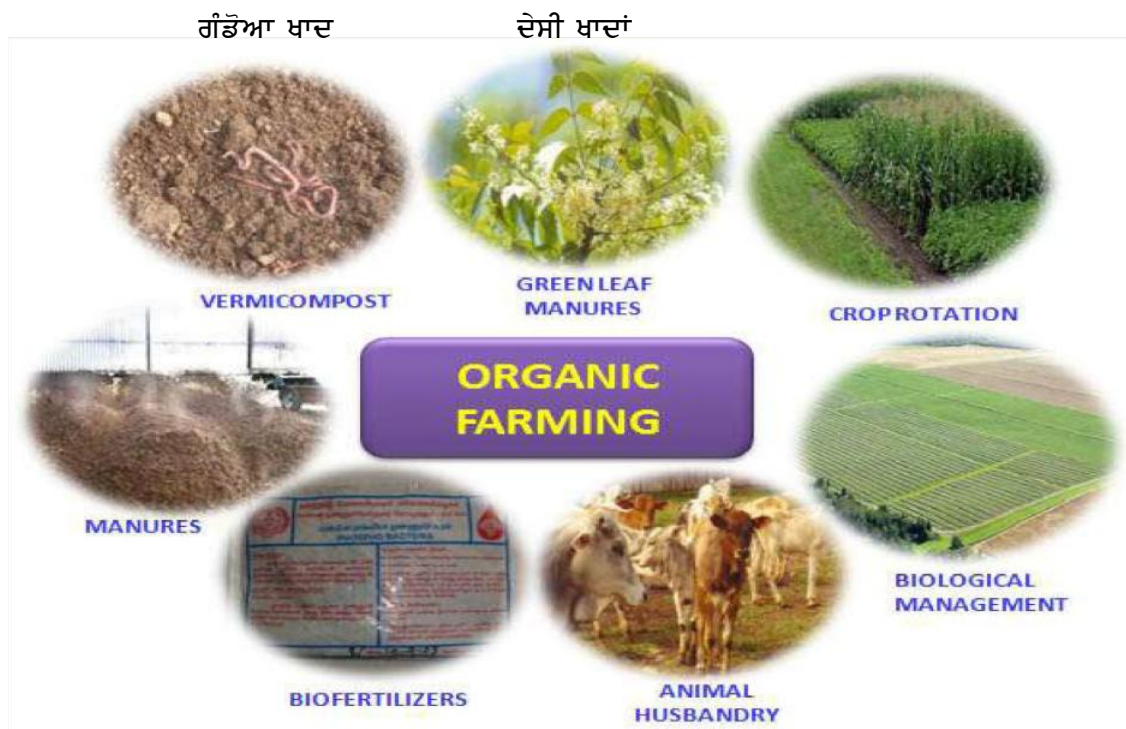 ਗੰਡੋਆ ਖਾਦ ਦੇਸੀ ਖਾਦਾਂ
VERMICOMPOST
GREEN LEAF
MANURES
CROP ROTATION
ORGANIC
FARMING
MANURES
BIOLOGICAL
MANAGEMENT
BIOFERTILIZERS
ANIMAL
HUSBANDRY